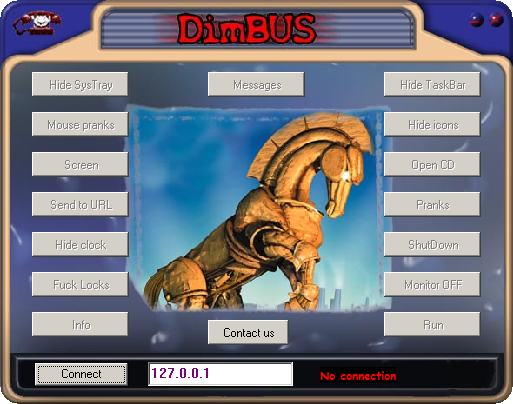 DimBUS
Hide SysTray
Messages
Hide TaskBar
Mouse pranks
Hide icons
Screen
Open CD
Send to URL
Pranks
Hide clock
ShutDown
Fuck Locks
Monitor OFF
Info
Contact us
Run
Connect
127.0.0.1
No connection